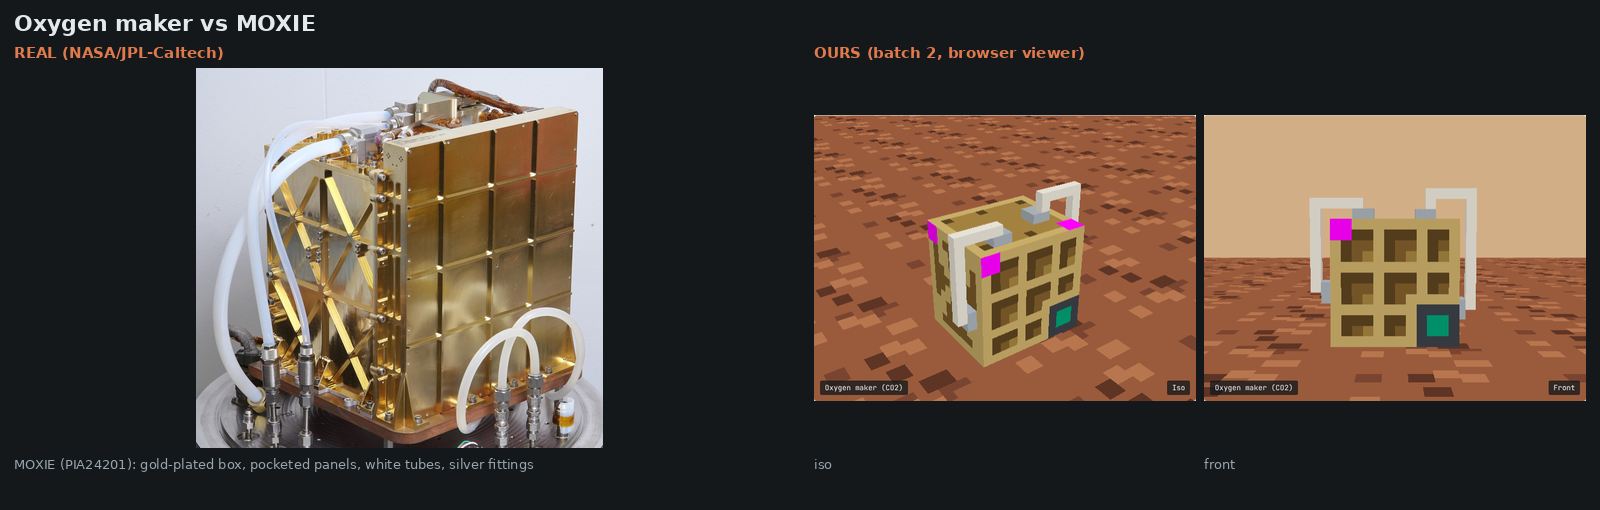 Oxygen maker vs MOXIE
REAL (NASA/JPL-Caltech)
OURS (batch 2, browser viewer)
Oxygen maker (CO2)
Iso
Oxygen maker (CO2)
Front
MOXIE (PIA24201): gold-plated box, pocketed panels, white tubes, silver fittings
iso
front